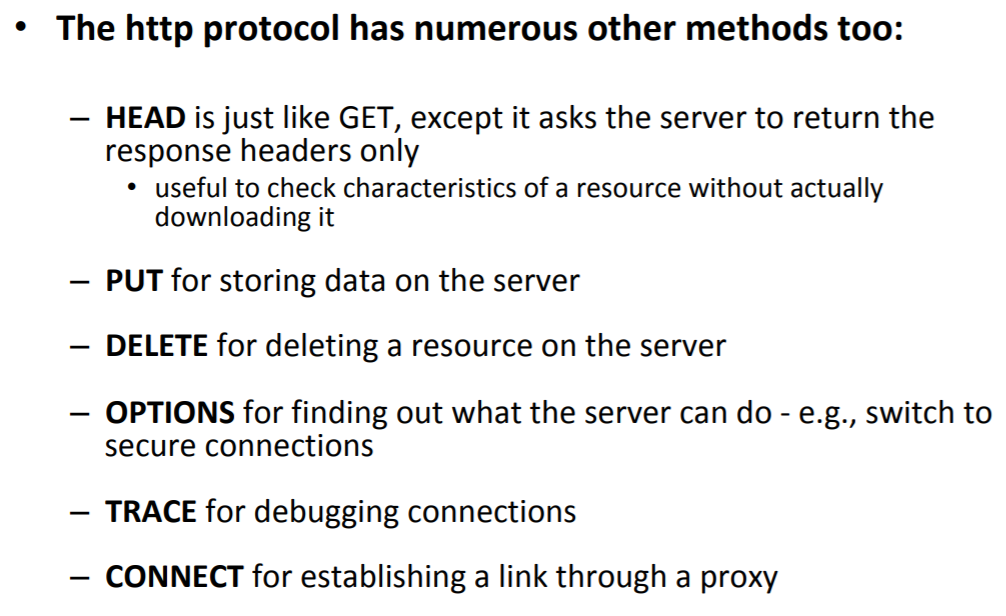 • The http protocol has numerous other methods too:
– HEAD is just like GET, except it asks the server to return the
response headers only
• useful to check characteristics of a resource without actually
downloading it
– PUT for storing data on the server
– DELETE for deleting a resource on the server
– OPTIONS for finding out what the server can do - e.g., switch to
secure connections
– TRACE for debugging connections
– CONNECT for establishing a link through a proxy